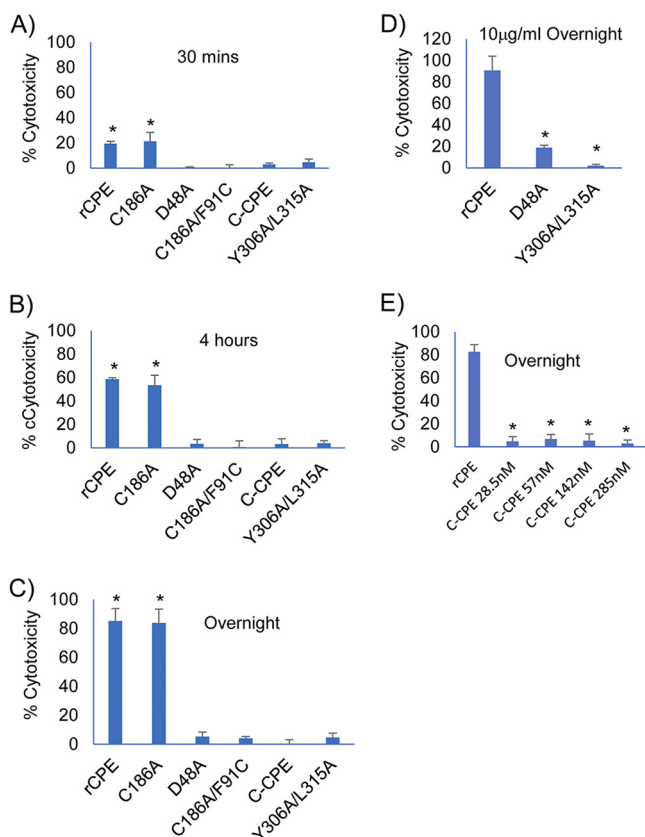 A)
30 mins
% Cytotoxicity
100
80
60
40
20
0
* *
rCPE
C186A
D48A
C186A/F91C
C-CPE
Y306A/L315A
B)
4 hours
% cCytotoxicity
100
80
60
40
20
0
* *
rCPE
C186A
D48A
C186A/F91C
C-CPE
Y306A/L315A
C)
Overnight
% Cytotoxicity
100
80
60
40
20
0
* *
rCPE
C186A
D48A
C186A/F91C
C-CPE
Y306A/L315A
D)
10µg/ml Overnight
% Cytotoxicity
120
100
80
60
40
20
0
* *
rCPE
D48A
Y306A/L315A
E)
Overnight
% Cytotoxicity
100
80
60
40
20
0
* * * *
rCPE
C-CPE 28.5nM
C-CPE 57nM
C-CPE 142nM
C-CPE 285nM